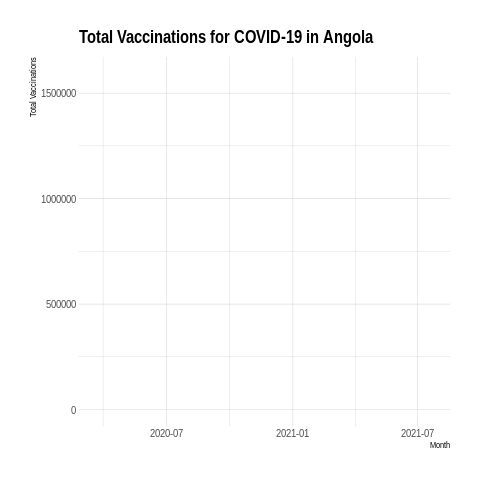 Total Vaccinations for COVID-19 in Angola
Total Vaccinations
1500000
1000000
500000
0
2020-07 2021-01 2021-07
Month